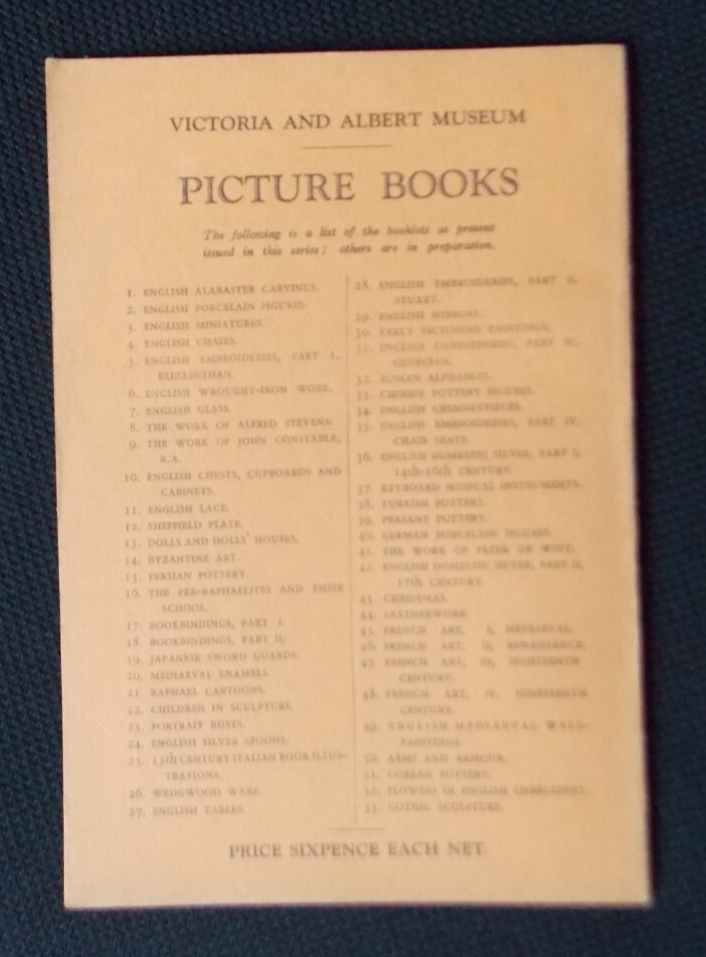 VICTORIA AND ALBERT MUSEUM
PICTURE BOOKS
The following is a list of the booklets at present
issued in this series; others are in preparation.
1. ENGLISH ALABASTER CARVINGS.
2. ENGLISH PORCELAIN FIGURES.
3. ENGLISH MINIATURES.
4. ENGLISH CHAIRS.
5. ENGLISH EMBROIDERIES, PART I,
ELIZABETHAN.
6. ENGLISH WROUGHT-IRON WORK.
7. ENGLISH GLASS.
8. THE WORK OF ALFRED STEVENS.
9. THE WORK OF JOHN CONSTABLE,
R.A.
10. ENGLISH CHESTS, CUPBOARDS AND
CABINETS.
11. ENGLISH LACE.
12. SHEFFIELD PLATE.
13. DOLLS AND DOLLS' HOUSES.
14. BYZANTINE ART.
15. PERSIAN POTTERY.
16. THE PRE-RAPHAELITES AND THEIR
SCHOOL.
17. BOOKBINDINGS, PART I.
18. BOOKBINDINGS, PART II.
19. JAPANESE SWORD GUARDS.
20. MEDIAEVAL ENAMELS.
21. RAPHAEL CARTOONS.
22. CHILDREN IN SCULPTURE.
23. PORTRAIT BUSTS.
24. ENGLISH SILVER SPOONS.
25. 15th CENTURY ITALIAN BOOK ILLUS-
TRATIONS.
26. WEDGWOOD WARE.
27. ENGLISH TABLES.
28. ENGLISH EMBROIDERIES, PART II,
STUART.
29. ENGLISH MIRRORS.
30. EARLY VICTORIAN PAINTINGS.
31. ENGLISH EMBROIDERIES, PART III,
GEORGIAN.
32. ROMAN ALPHABETS.
33. CHINESE POTTERY FIGURES.
34. ENGLISH CHIMNEYPIECES.
35. ENGLISH EMBROIDERIES, PART IV,
CHAIR SEATS.
36. ENGLISH DOMESTIC SILVER, PART I,
14th-16th CENTURY.
37. KEYBOARD MUSICAL INSTRUMENTS.
38. TURKISH POTTERY.
39. PEASANT POTTERY.
40. GERMAN PORCELAIN FIGURES.
41. THE WORK OF PETER DE WINT.
42. ENGLISH DOMESTIC SILVER, PART II,
17th CENTURY.
43. CHRISTMAS.
44. LEATHERWORK.
45. FRENCH ART, I, MEDIAEVAL.
46. FRENCH ART, II, RENAISSANCE.
47. FRENCH ART, III, EIGHTEENTH
CENTURY.
48. FRENCH ART, IV, NINETEENTH
CENTURY.
49. ENGLISH MEDIAEVAL WALL-
PAINTINGS.
50. ARMS AND ARMOUR.
51. COREAN POTTERY.
52. FLOWERS IN ENGLISH EMBROIDERY.
53. GOTHIC SCULPTURE.
PRICE SIXPENCE EACH NET.